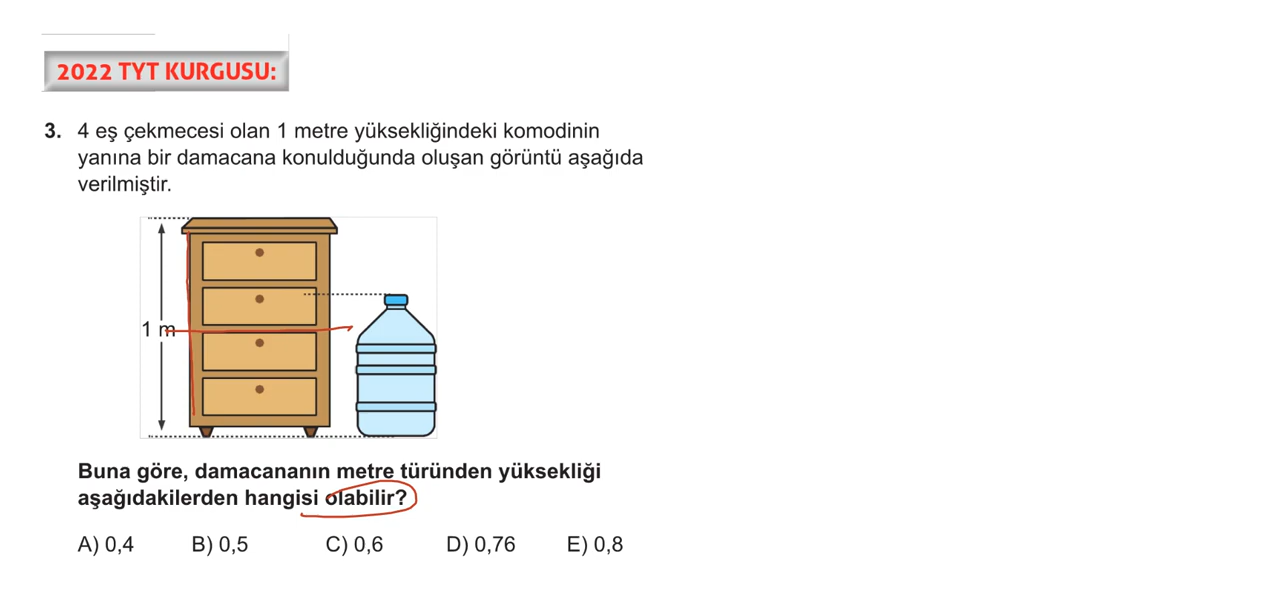 2022 TYT KURGUSU:
3. 4 eş çekmecesi olan 1 metre yüksekliğindeki komodinin
yanına bir damacana konulduğunda oluşan görüntü aşağıda
verilmiştir.
1 m
Buna göre, damacananın metre türünden yüksekliği
aşağıdakilerden hangisi olabilir?
A) 0,4 B) 0,5 C) 0,6 D) 0,76 E) 0,8